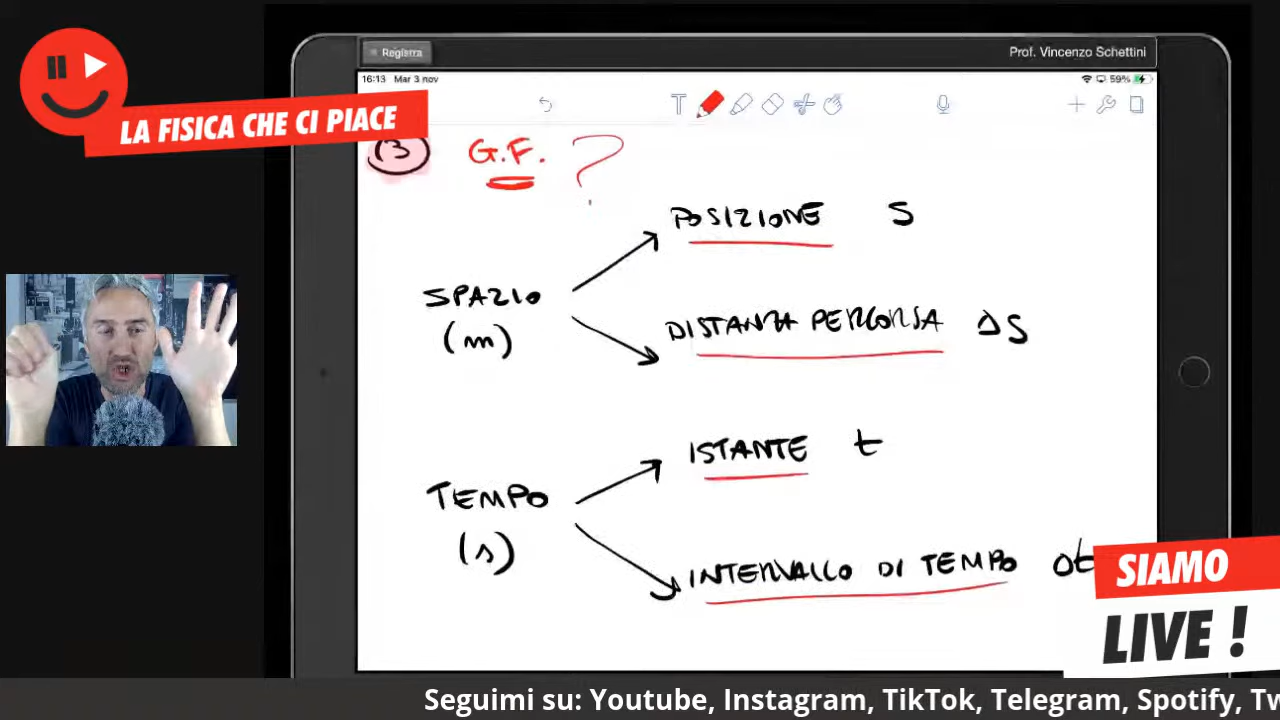 Registra
Prof. Vincenzo Schettini
16:13 Mar 3 nov
59%
LA FISICA CHE CI PIACE
3 G.F. ?
POSIZIONE S
SPAZIO
(m)
DISTANZA PERCORSA ΔS
ISTANTE t
TEMPO
(s)
INTERVALLO DI TEMPO Δt
SIAMO
LIVE !
Seguimi su: Youtube, Instagram, TikTok, Telegram, Spotify, Tw